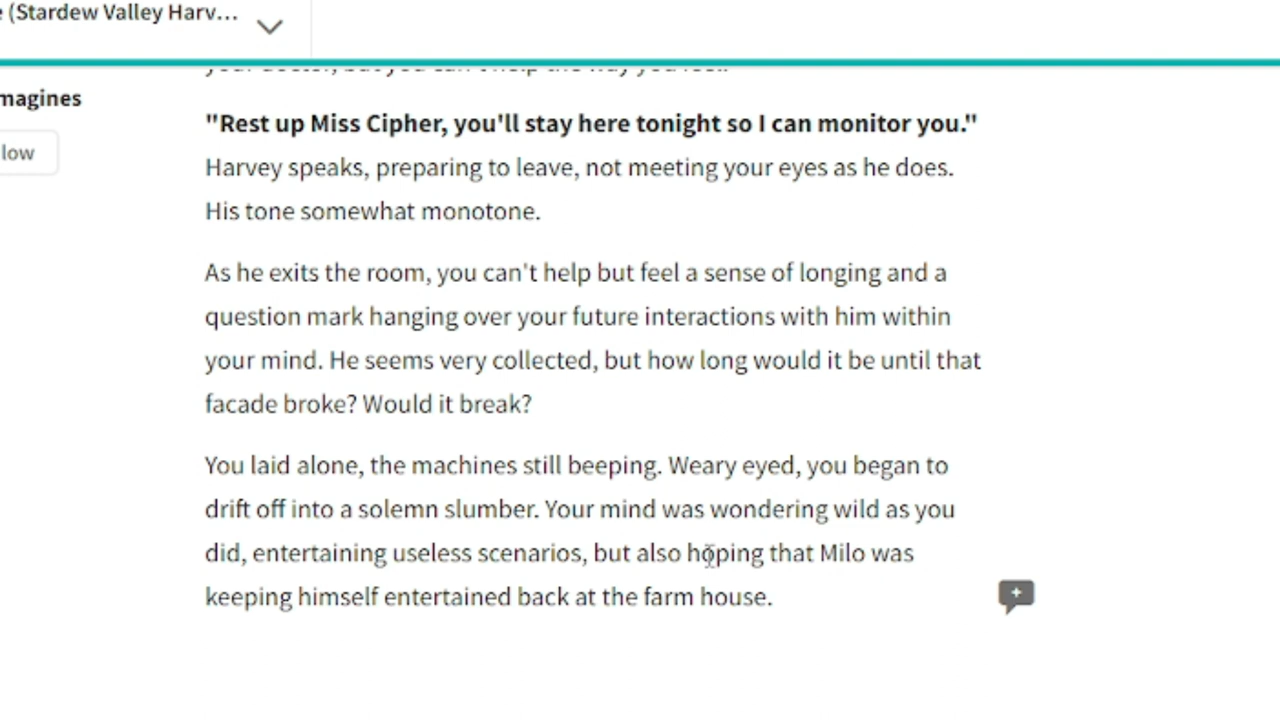 (Stardew Valley Harv...
magines
low
"Rest up Miss Cipher, you'll stay here tonight so I can monitor you."
Harvey speaks, preparing to leave, not meeting your eyes as he does.
His tone somewhat monotone.
As he exits the room, you can't help but feel a sense of longing and a
question mark hanging over your future interactions with him within
your mind. He seems very collected, but how long would it be until that
facade broke? Would it break?
You laid alone, the machines still beeping. Weary eyed, you began to
drift off into a solemn slumber. Your mind was wondering wild as you
did, entertaining useless scenarios, but also hoping that Milo was
keeping himself entertained back at the farm house.